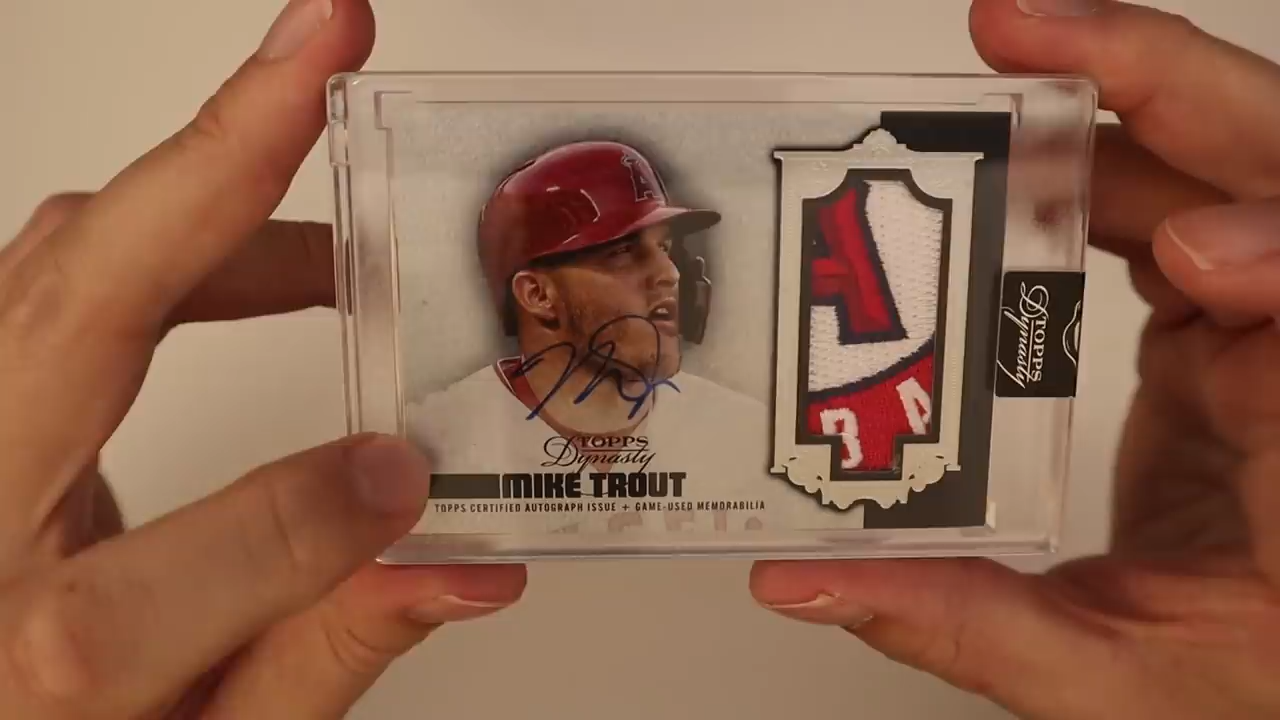 A
TOPPS
Dynasty
MIKE TROUT
TOPPS CERTIFIED AUTOGRAPH ISSUE + GAME-USED MEMORABILIA
A
TOPPS
Dynasty